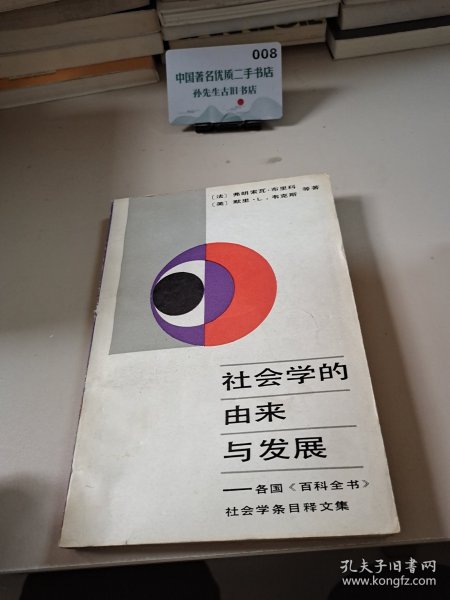 008
中国著名优质二手书店
孙先生古旧书店
〔法〕弗朗索瓦·布里科
〔美〕默里·L·韦克斯
等著
社会学的
由来
与发展
——各国《百科全书》
社会学条目释文集
孔夫子旧书网
www.kongfz.com